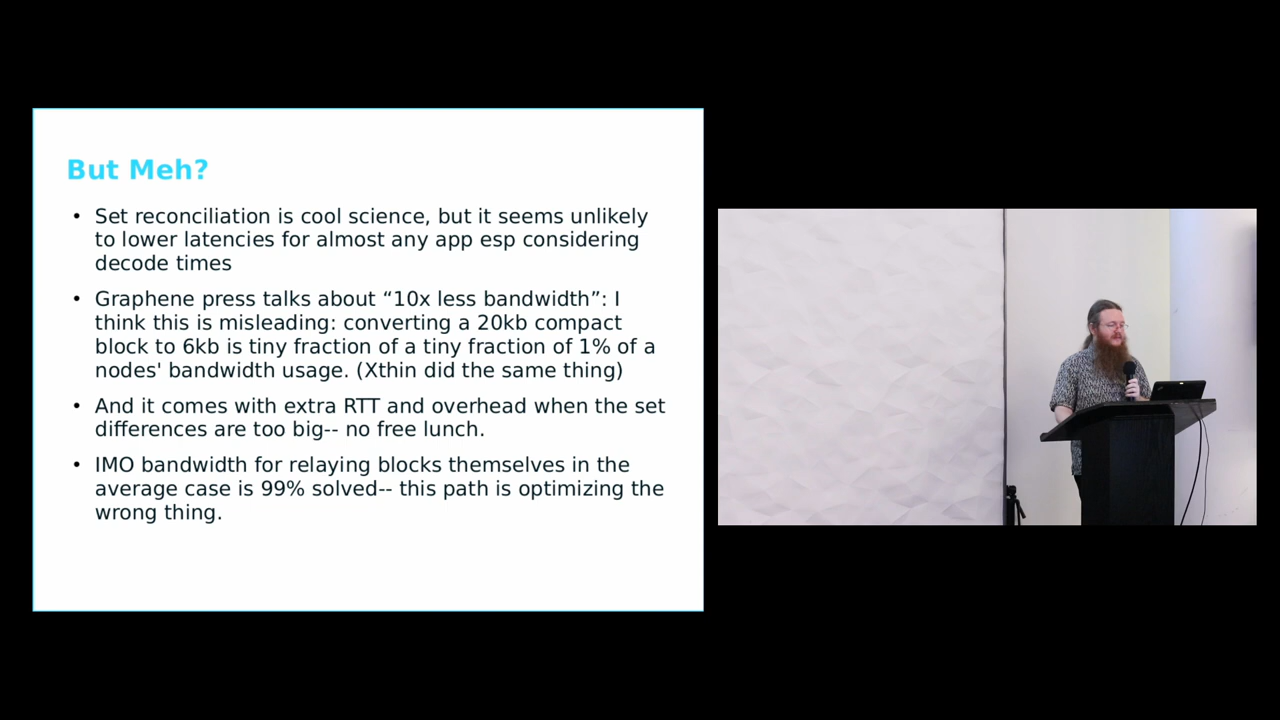 But Meh?
• Set reconciliation is cool science, but it seems unlikely
to lower latencies for almost any app esp considering
decode times
• Graphene press talks about “10x less bandwidth”: I
think this is misleading: converting a 20kb compact
block to 6kb is tiny fraction of a tiny fraction of 1% of a
nodes' bandwidth usage. (Xthin did the same thing)
• And it comes with extra RTT and overhead when the set
differences are too big-- no free lunch.
• IMO bandwidth for relaying blocks themselves in the
average case is 99% solved-- this path is optimizing the
wrong thing.